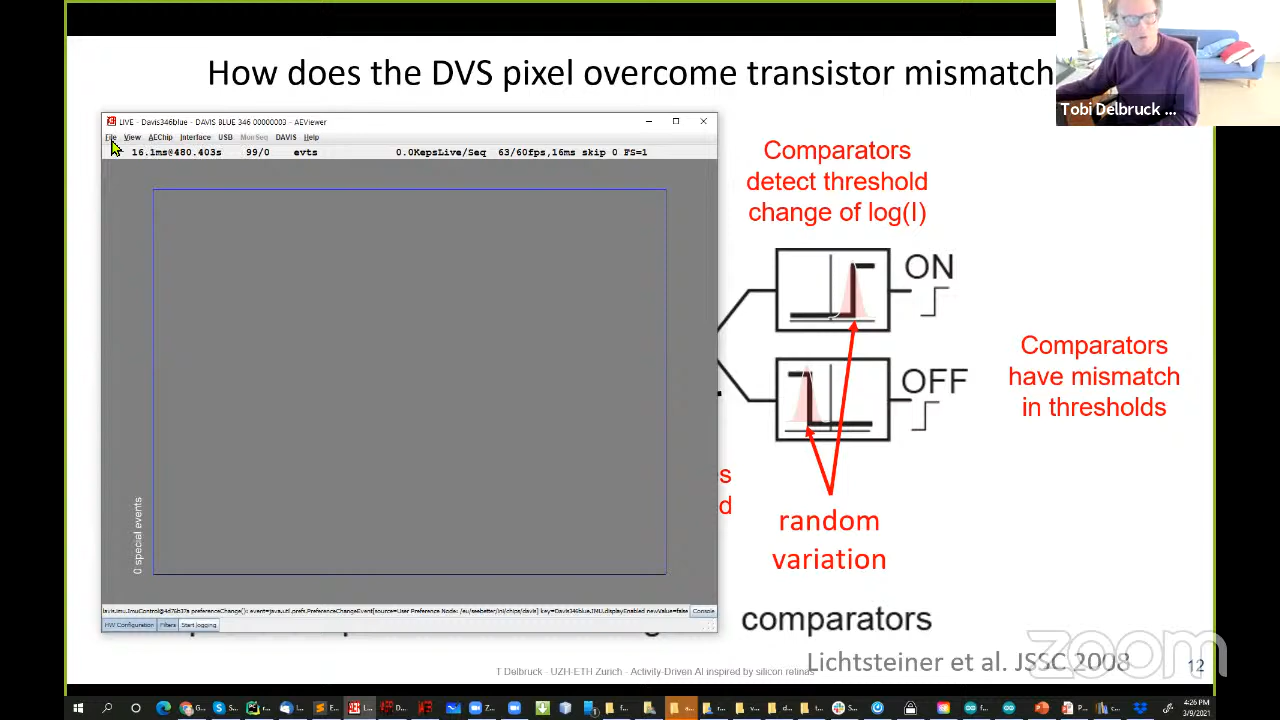 How does the DVS pixel overcome transistor mismatch
Tobi Delbruck ...
LIVE - Davis346blue - DAVIS BLUE 346 00000003 - AEViewer
File View AEChip Interface USB MonSeq DAVIS Help
16.1ms@480.403s 99/0 evts 0.0KepsLive/Seq 63/60fps,16ms skip 0 FS=1
Comparators
detect threshold
change of log(I)
ON
OFF
Comparators
have mismatch
in thresholds
s
d
random
variation
0 special events
HW Configuration Filters Start logging
Console
comparators
Lichtsteiner et al. JSSC 2008
T Delbruck - UZH-ETH Zurich - Activity-Driven AI inspired by silicon retinas
12
zoom
4:26 PM
3/9/2021